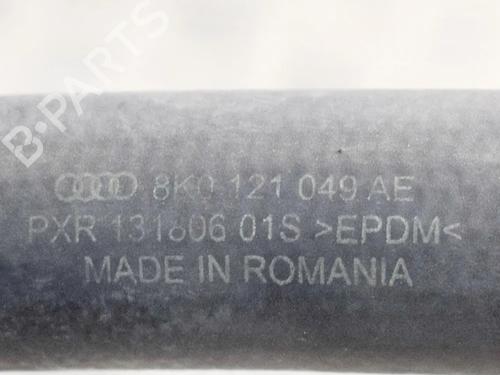 B-PARTS
8K0 121 049 AE
PXR 131606 01S >EPDM<
MADE IN ROMANIA